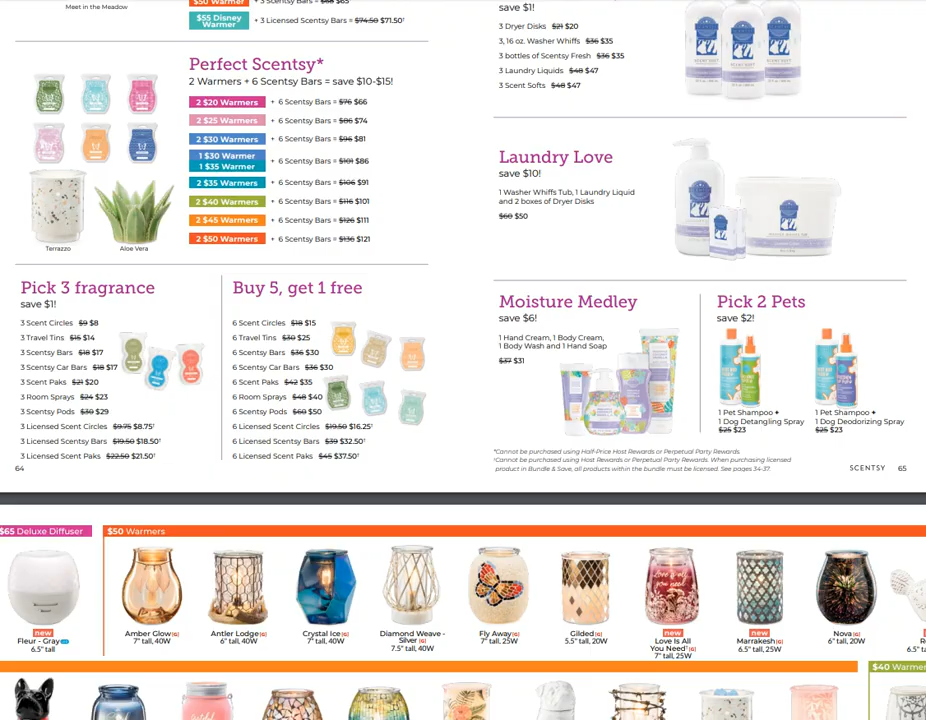 Meet in the Meadow
$50 Warmer + 3 Scentsy Bars = $68 $65
$55 Disney
Warmer
+ 3 Licensed Scentsy Bars = $74.50 $71.50†
Perfect Scentsy*
2 Warmers + 6 Scentsy Bars = save $10-$15!
2 $20 Warmers + 6 Scentsy Bars = $76 $66
2 $25 Warmers + 6 Scentsy Bars = $86 $74
2 $30 Warmers + 6 Scentsy Bars = $96 $81
1 $30 Warmer
1 $35 Warmer
+ 6 Scentsy Bars = $101 $86
2 $35 Warmers + 6 Scentsy Bars = $106 $91
2 $40 Warmers + 6 Scentsy Bars = $116 $101
2 $45 Warmers + 6 Scentsy Bars = $126 $111
2 $50 Warmers + 6 Scentsy Bars = $136 $121
Terrazzo
Aloe Vera
Pick 3 fragrance
save $1!
3 Scent Circles $9 $8
3 Travel Tins $15 $14
3 Scentsy Bars $18 $17
3 Scentsy Car Bars $18 $17
3 Scent Paks $21 $20
3 Room Sprays $24 $23
3 Scentsy Pods $30 $29
3 Licensed Scent Circles $9.75 $8.75†
3 Licensed Scentsy Bars $19.50 $18.50†
3 Licensed Scent Paks $22.50 $21.50†
64
Buy 5, get 1 free
6 Scent Circles $18 $15
6 Travel Tins $30 $25
6 Scentsy Bars $36 $30
6 Scentsy Car Bars $36 $30
6 Scent Paks $42 $35
6 Room Sprays $48 $40
6 Scentsy Pods $60 $50
6 Licensed Scent Circles $19.50 $16.25†
6 Licensed Scentsy Bars $39 $32.50†
6 Licensed Scent Paks $45 $37.50†
save $1!
3 Dryer Disks $21 $20
3, 16 oz. Washer Whiffs $36 $35
3 bottles of Scentsy Fresh $36 $35
3 Laundry Liquids $48 $47
3 Scent Softs $48 $47
Laundry Love
save $10!
1 Washer Whiffs Tub, 1 Laundry Liquid
and 2 boxes of Dryer Disks
$60 $50
Moisture Medley
save $6!
1 Hand Cream, 1 Body Cream,
1 Body Wash and 1 Hand Soap
$37 $31
Pick 2 Pets
save $2!
1 Pet Shampoo +
1 Dog Detangling Spray
$25 $23
1 Pet Shampoo +
1 Dog Deodorizing Spray
$25 $23
*Cannot be purchased using Half-Price Host Rewards or Perpetual Party Rewards.
†Cannot be purchased using Host Rewards or Perpetual Party Rewards. When purchasing licensed
product in Bundle & Save, all products within the bundle must be licensed. See pages 34-37.
SCENTSY 65
$65 Deluxe Diffuser
$50 Warmers
new
Fleur - Gray
6.5" tall
Amber Glow [G]
7" tall, 40W
Antler Lodge [G]
6" tall, 40W
Crystal Ice [G]
7" tall, 40W
Diamond Weave -
Silver [G]
7.5" tall, 40W
Fly Away [G]
7" tall, 25W
Gilded [G]
5.5" tall, 20W
new
Love Is All
You Need† [G]
7" tall, 25W
new
Marrakesh [G]
6.5" tall, 25W
Nova [G]
6" tall, 20W
$40 Warmer